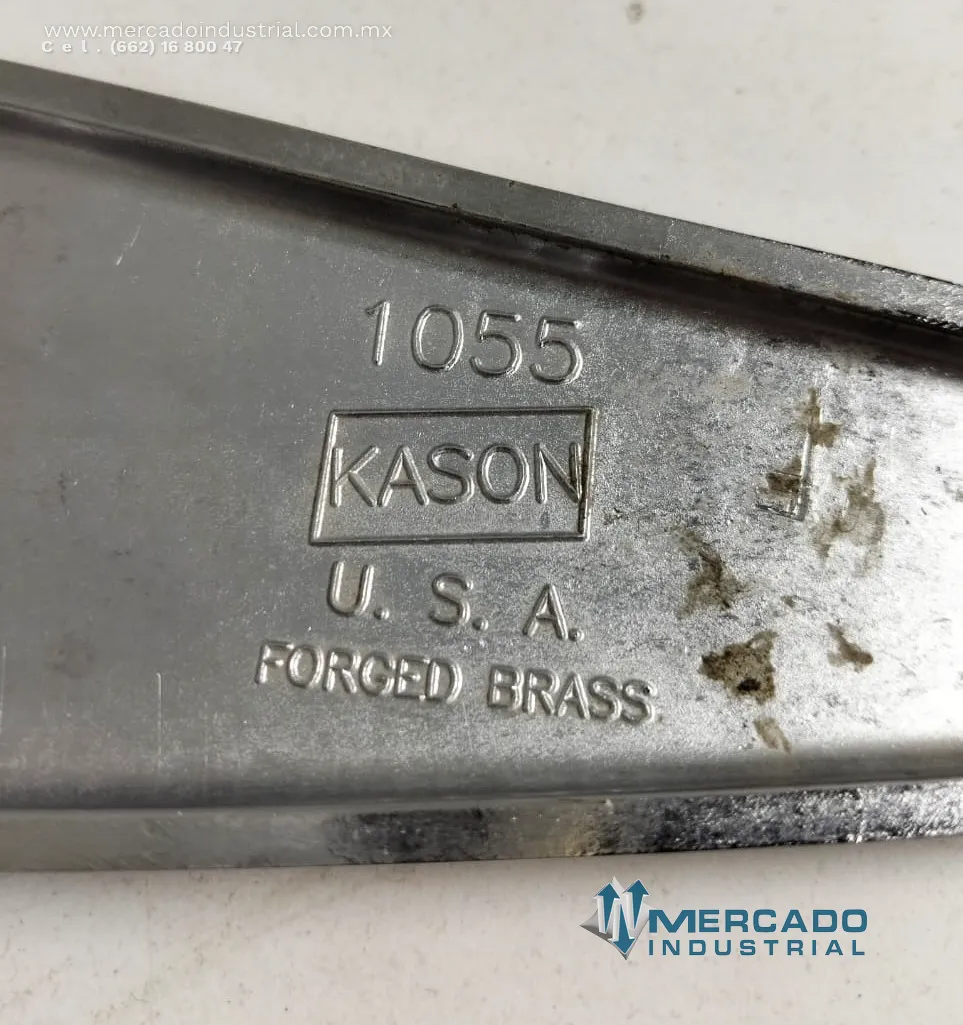 www.mercadoindustrial.com.mx
Cel. (662) 16 800 47
1055
KASON
U. S. A.
FORGED BRASS
MERCADO
INDUSTRIAL